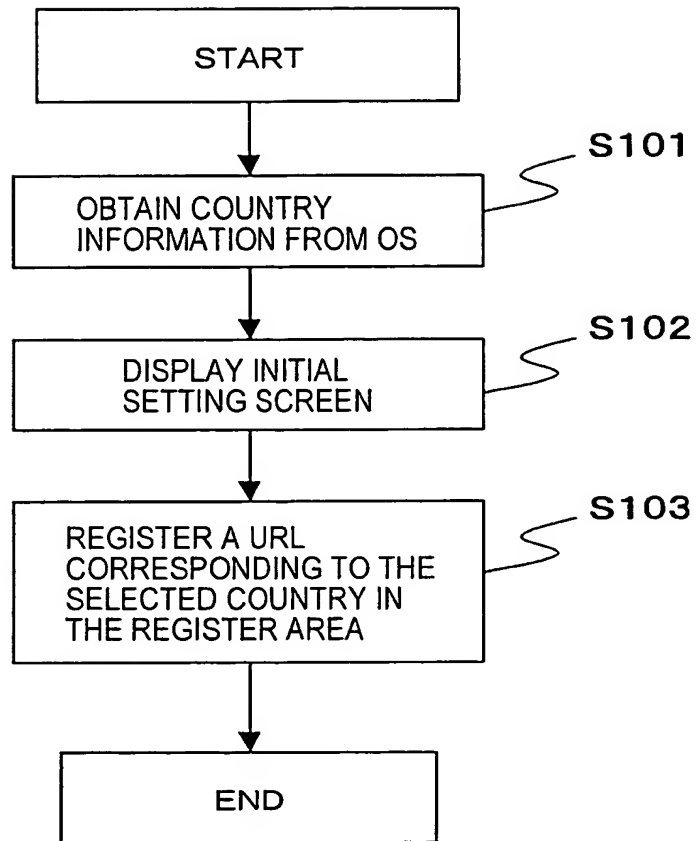 START
S101
OBTAIN COUNTRY
INFORMATION FROM OS
S102
DISPLAY INITIAL
SETTING SCREEN
S103
REGISTER A URL
CORRESPONDING TO THE
SELECTED COUNTRY IN
THE REGISTER AREA
END